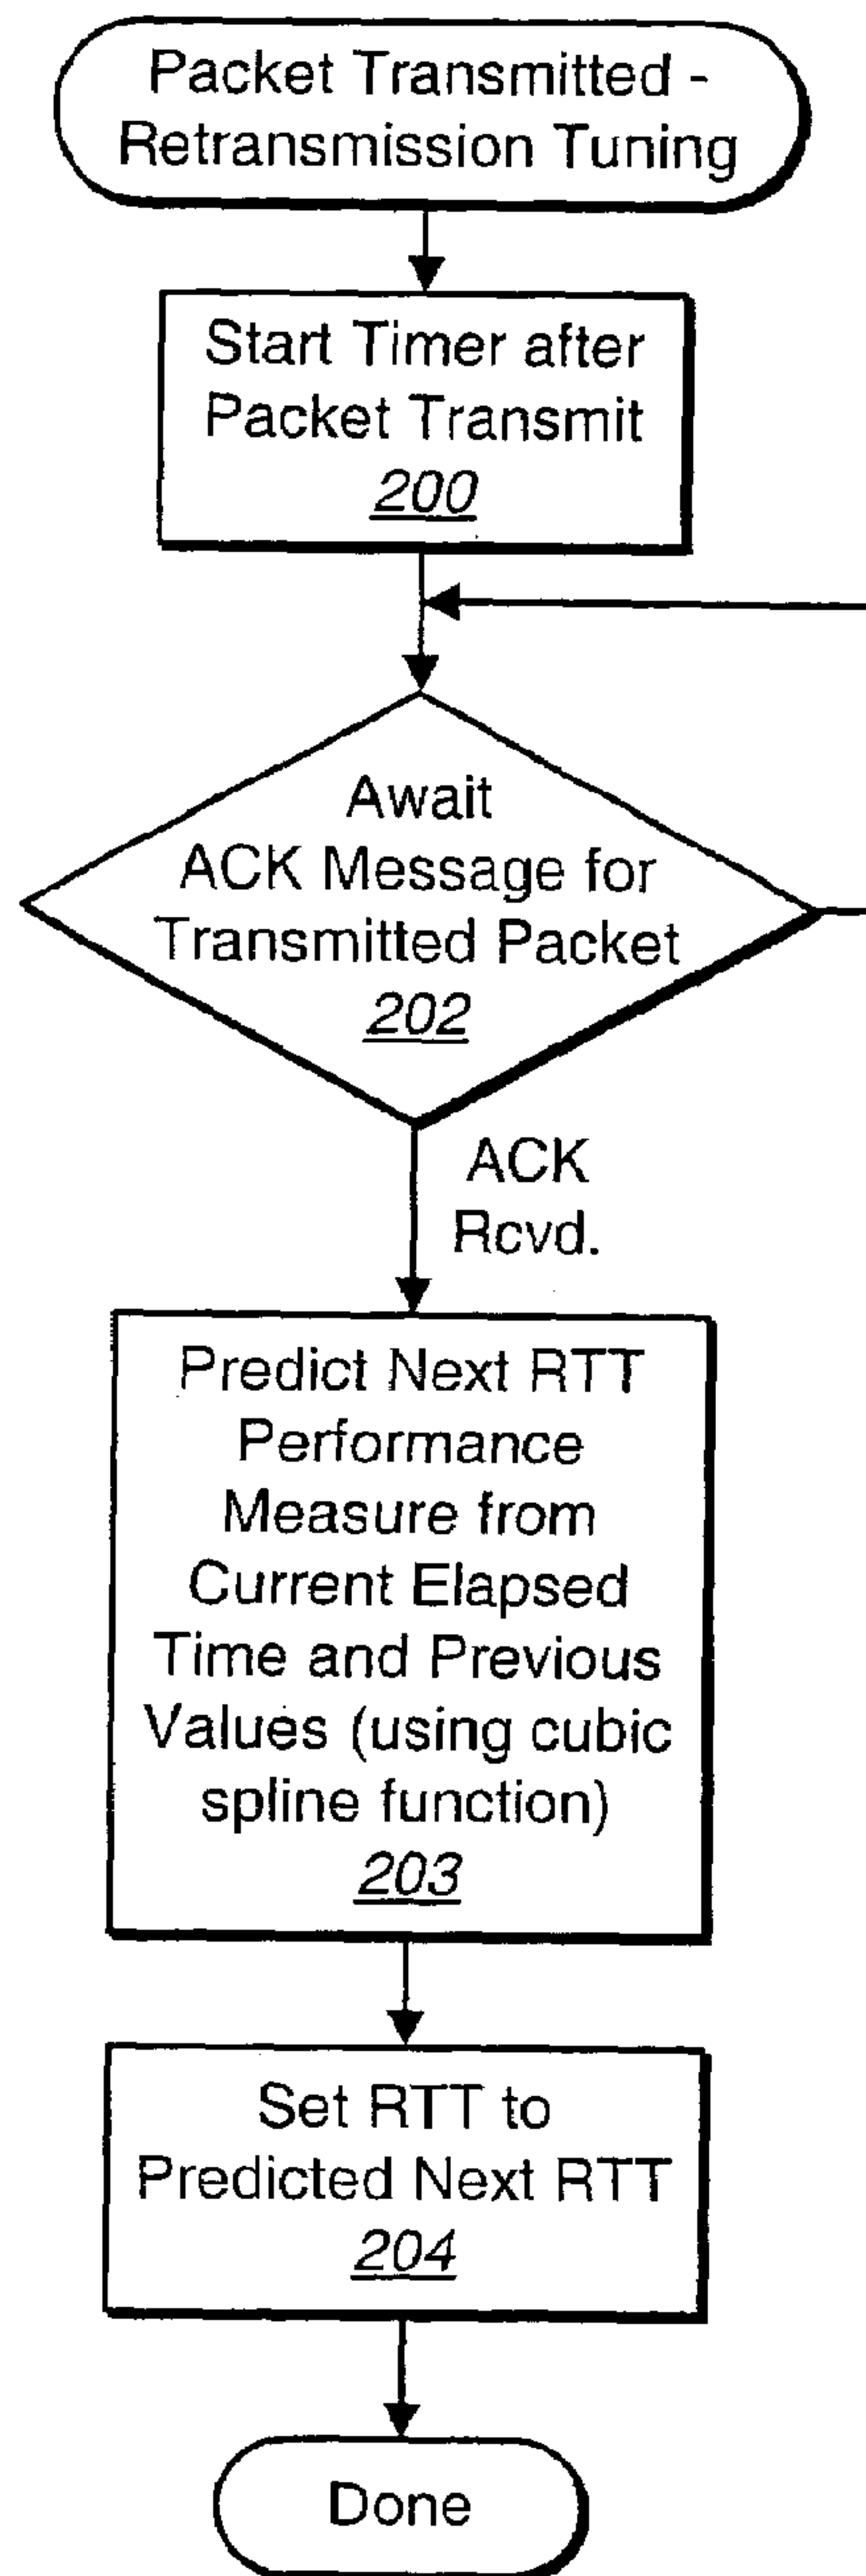 Packet Transmitted -
Retransmission Tuning
Start Timer after
Packet Transmit
200
Await
ACK Message for
Transmitted Packet
202
ACK
Rcvd.
Predict Next RTT
Performance
Measure from
Current Elapsed
Time and Previous
Values (using cubic
spline function)
203
Set RTT to
Predicted Next RTT
204
Done